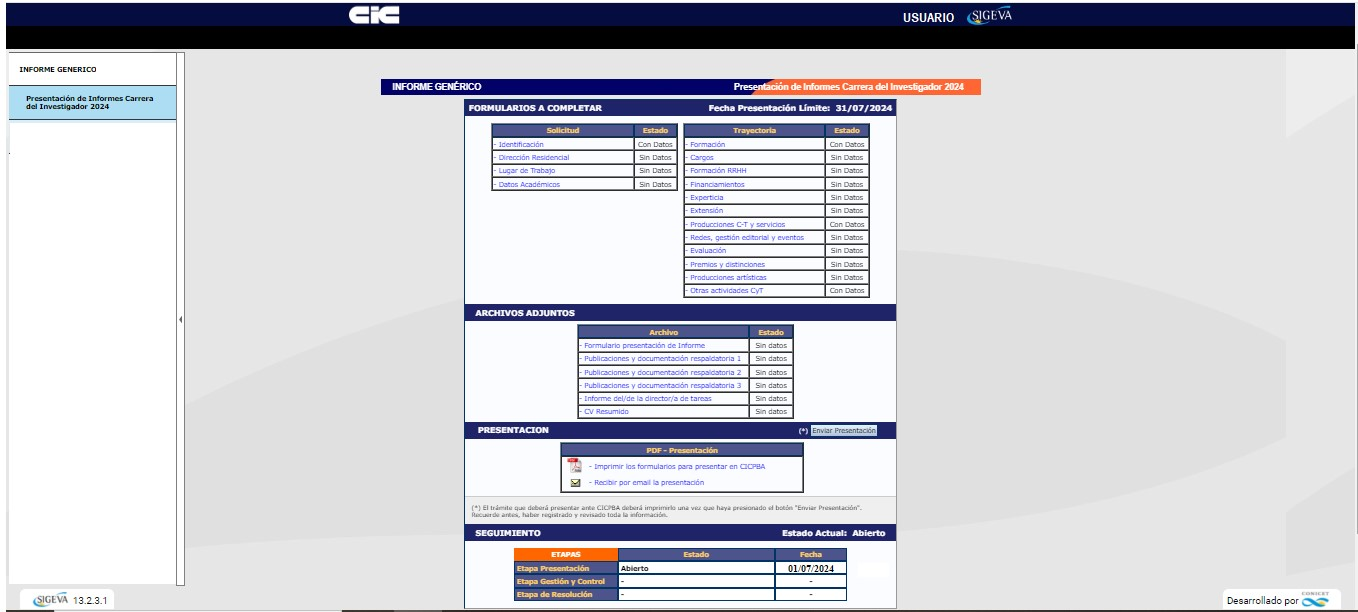 CIC
USUARIO SIGEVA
INFORME GENERICO
Presentación de Informes Carrera
del Investigador 2024
INFORME GENÉRICO Presentación de Informes Carrera del Investigador 2024
FORMULARIOS A COMPLETAR Fecha Presentación Límite: 31/07/2024
Solicitud Estado
- Identificación Con Datos
- Dirección Residencial Sin Datos
- Lugar de Trabajo Sin Datos
- Datos Académicos Sin Datos
Trayectoria Estado
- Formación Con Datos
- Cargos Sin Datos
- Formación RRHH Sin Datos
- Financiamientos Sin Datos
- Experticia Sin Datos
- Extensión Sin Datos
- Producciones C-T y servicios Con Datos
- Redes, gestión editorial y eventos Sin Datos
- Evaluación Sin Datos
- Premios y distinciones Sin Datos
- Producciones artísticas Sin Datos
- Otras actividades CyT Con Datos
ARCHIVOS ADJUNTOS
Archivo Estado
- Formulario presentación de Informe Sin datos
- Publicaciones y documentación respaldatoria 1 Sin datos
- Publicaciones y documentación respaldatoria 2 Sin datos
- Publicaciones y documentación respaldatoria 3 Sin datos
- Informe del/de la director/a de tareas Sin datos
- CV Resumido Sin datos
PRESENTACION (*) Enviar Presentación
PDF - Presentación
- Imprimir los formularios para presentar en CICPBA
- Recibir por email la presentación
(*) El trámite que deberá presentar ante CICPBA deberá imprimirlo una vez que haya presionado el botón "Enviar Presentación".
Recuerde antes, haber registrado y revisado toda la información.
SEGUIMIENTO Estado Actual: Abierto
ETAPAS Estado Fecha
Etapa Presentación Abierto 01/07/2024
Etapa Gestión y Control - -
Etapa de Resolución - -
SIGEVA 13.2.3.1
Desarrollado por CONICET